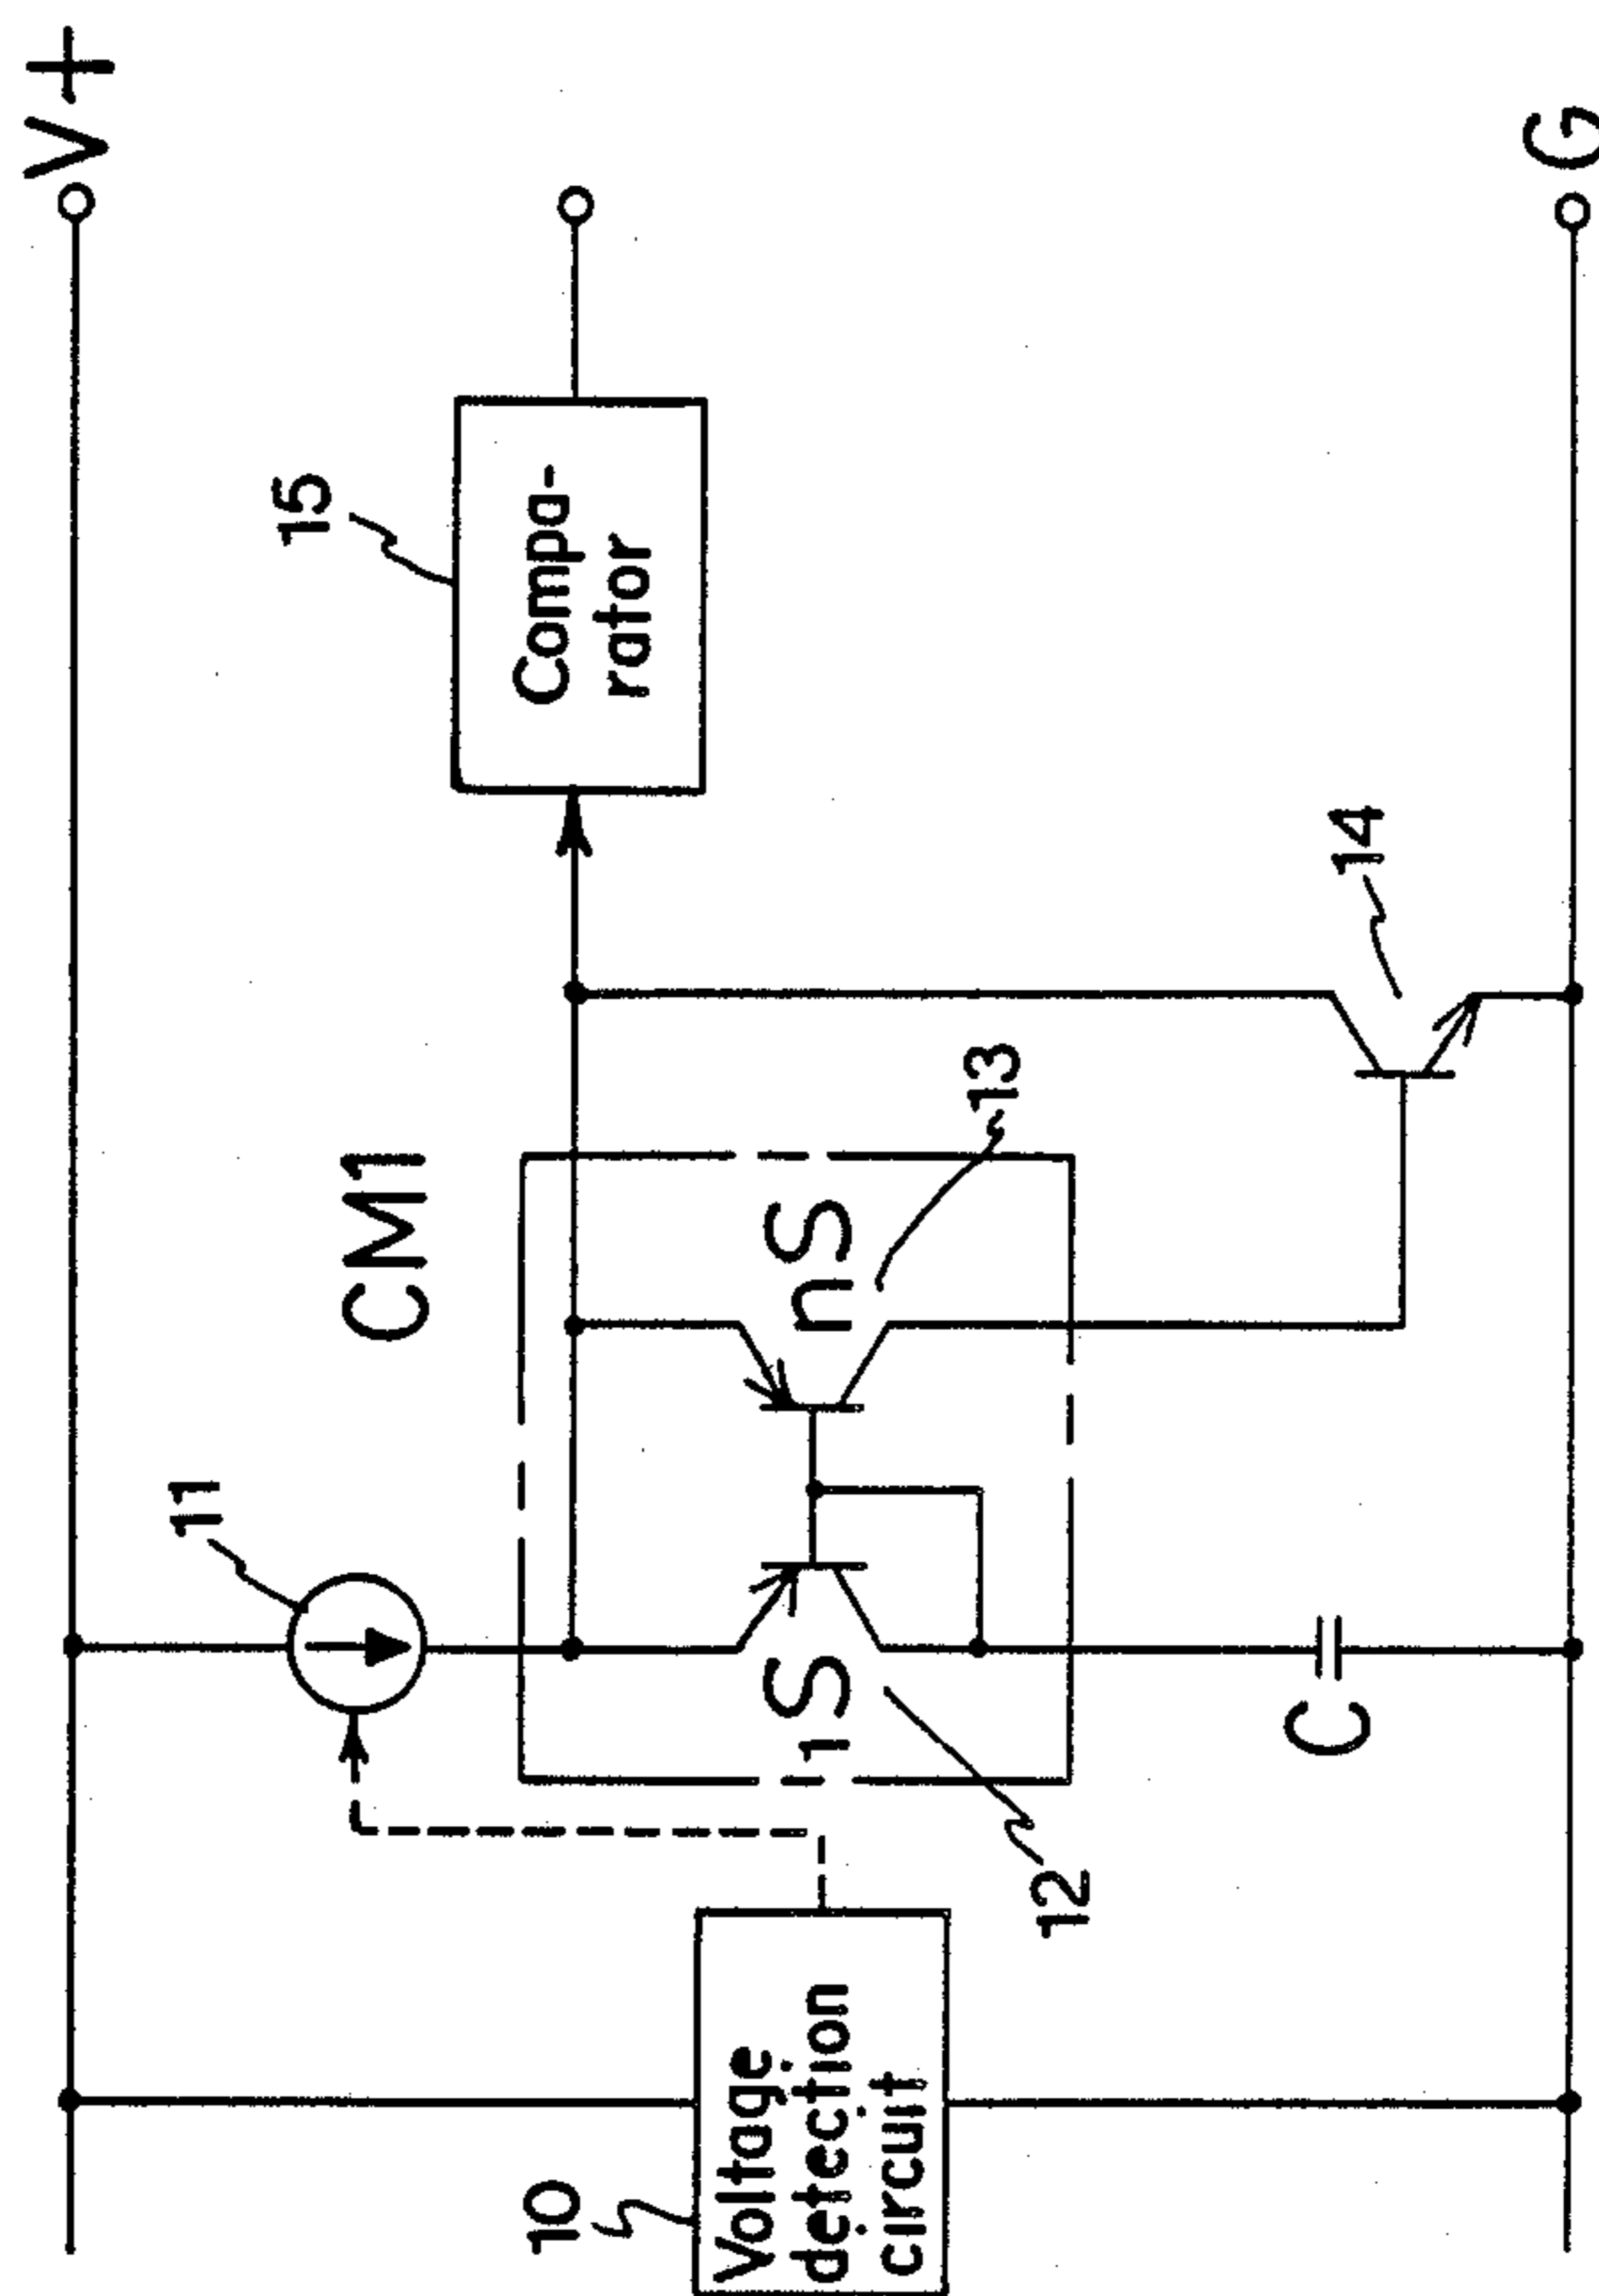 V+
11
CM1
15
Compa-
rator
10
Voltage
detection
circuit
1S
nS
12
13
14
C
G